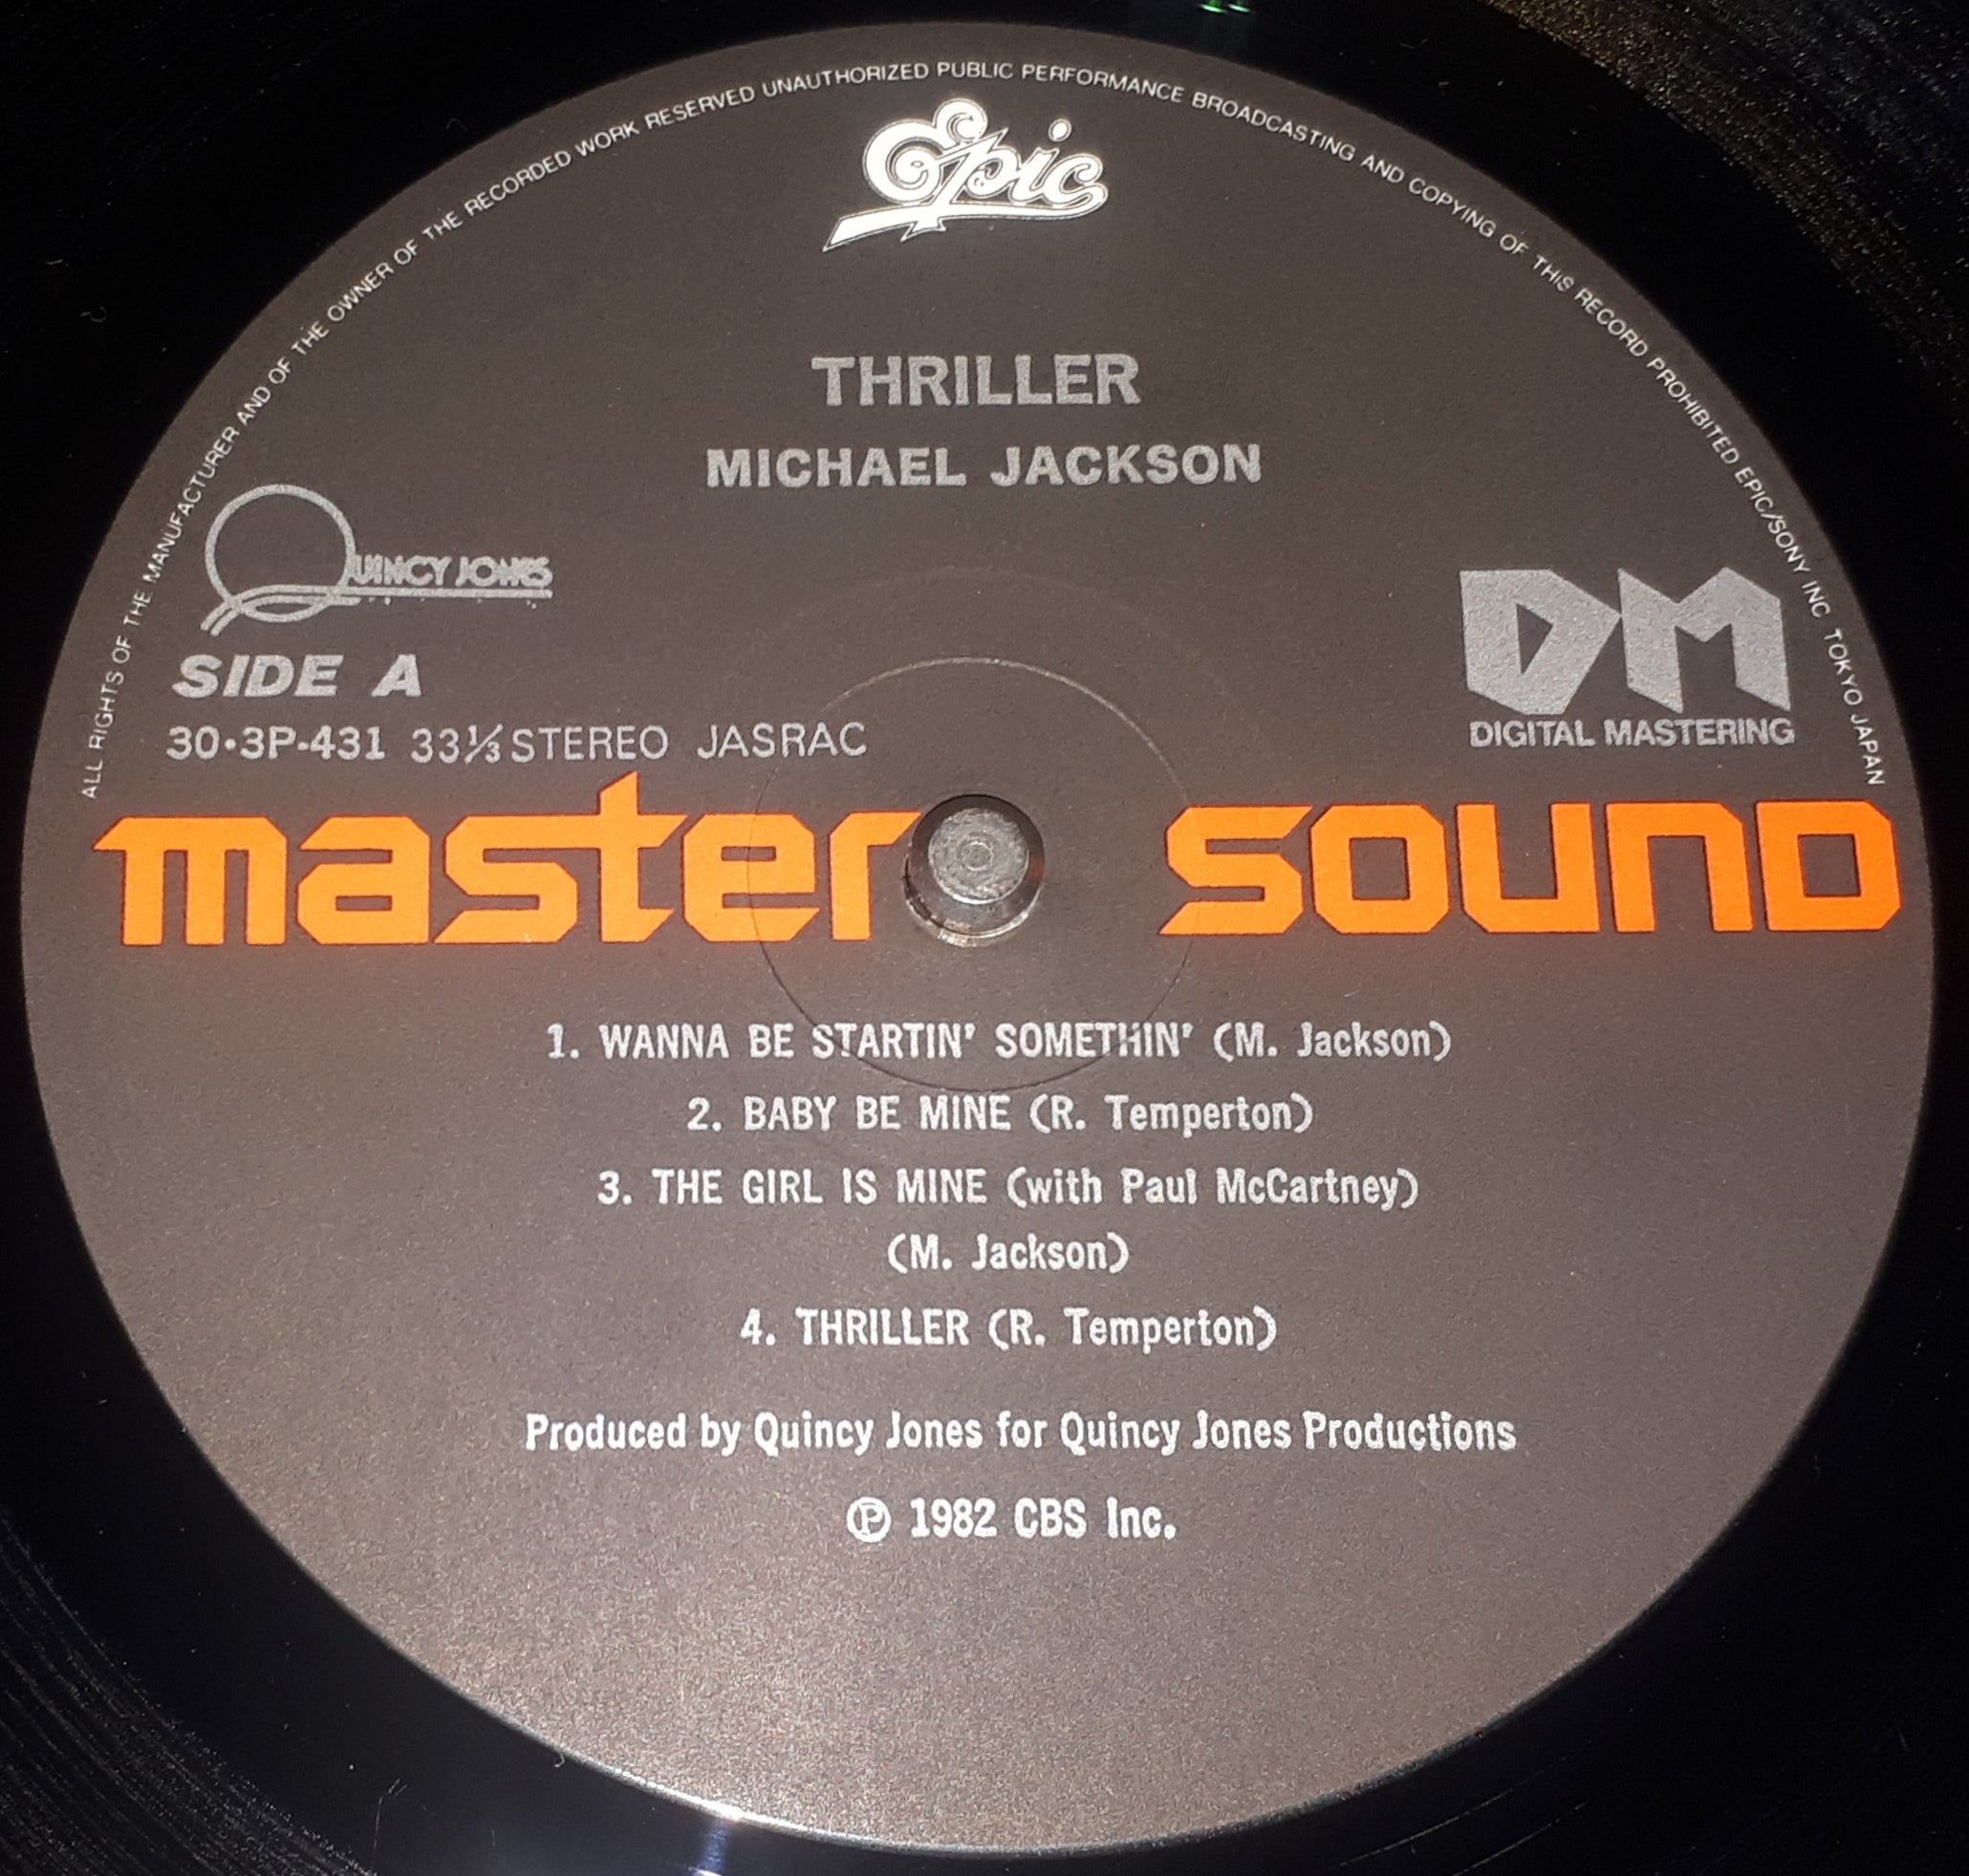 ALL RIGHTS OF THE MANUFACTURER AND OF THE OWNER OF THE RECORDED WORK RESERVED UNAUTHORIZED PUBLIC PERFORMANCE BROADCASTING AND COPYING OF THIS RECORD PROHIBITED EPIC/SONY INC. TOKYO JAPAN
Epic
THRILLER
MICHAEL JACKSON
QUINCY JONES
SIDE A
DM
DIGITAL MASTERING
30・3P-431 33⅓ STEREO JASRAC
master sound
1. WANNA BE STARTIN' SOMETHIN' (M. Jackson)
2. BABY BE MINE (R. Temperton)
3. THE GIRL IS MINE (with Paul McCartney)
(M. Jackson)
4. THRILLER (R. Temperton)
Produced by Quincy Jones for Quincy Jones Productions
℗ 1982 CBS Inc.